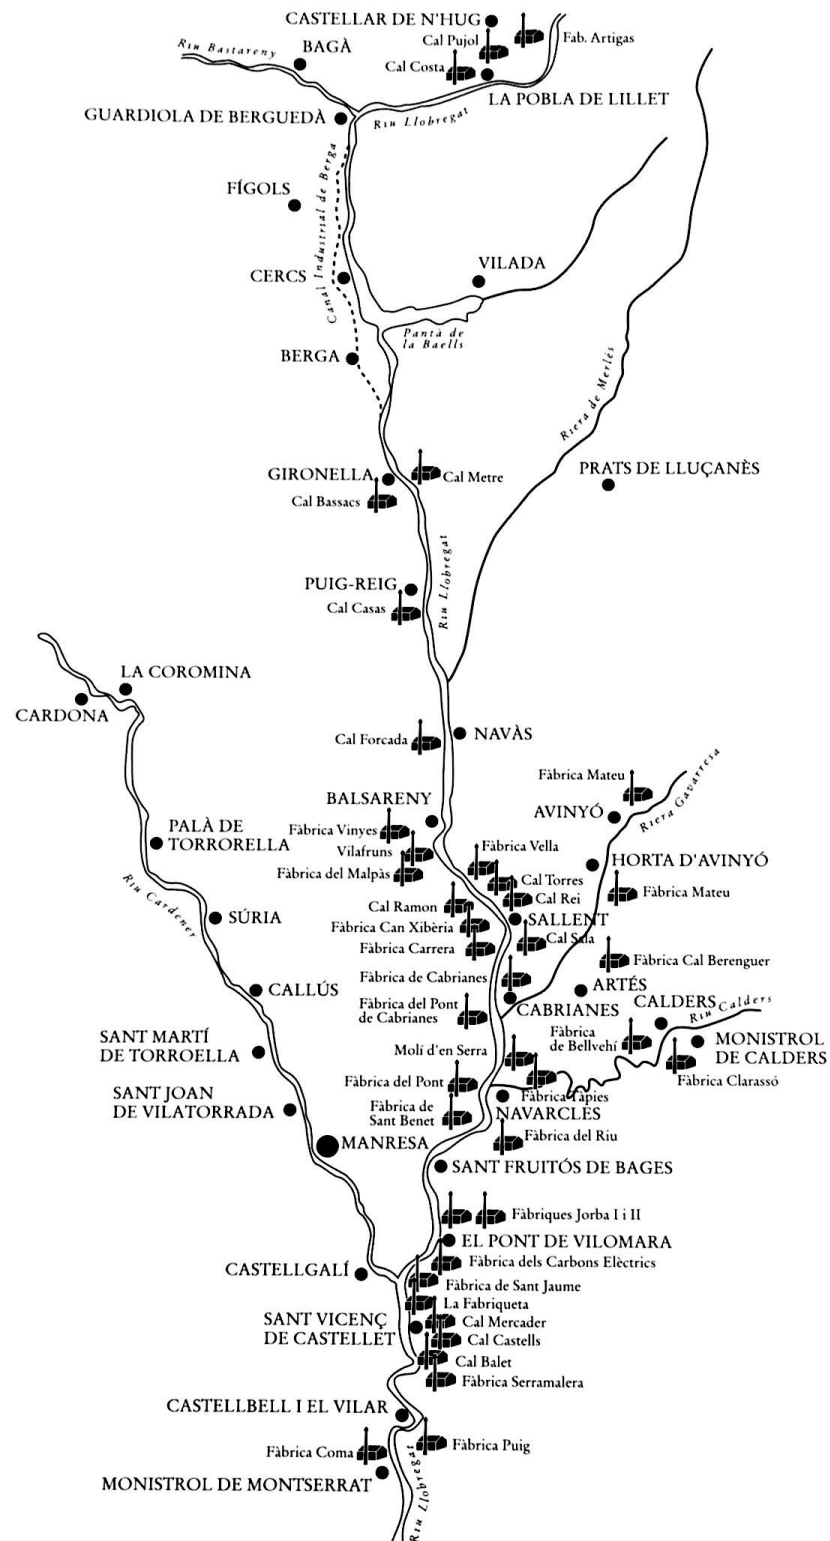 CASTELLAR DE N'HUG
Cal Pujol
Fab. Artigas
Riu Bastareny
BAGÀ
Cal Costa
LA POBLA DE LILLET
GUARDIOLA DE BERGUEDÀ
Riu Llobregat
Canal Industrial de Berga
FÍGOLS
CERCS
VILADA
Pantà de
la Baells
BERGA
Riera de Merlès
GIRONELLA
Cal Metre
PRATS DE LLUÇANÈS
Cal Bassacs
Riu Llobregat
PUIG-REIG
Cal Casas
LA COROMINA
CARDONA
Cal Forcada
NAVÀS
Fàbrica Mateu
Riera Gavarresa
BALSARENY
AVINYÓ
Fàbrica Vinyes
PALÀ DE
TORRORELLA
Vilafruns
Fàbrica Vella
HORTA D'AVINYÓ
Fàbrica del Malpàs
Cal Torres
Cal Rei
Fàbrica Mateu
Riu Cardener
Cal Ramon
SÚRIA
SALLENT
Fàbrica Can Xibèria
Cal Sala
Fàbrica Carrera
Fàbrica Cal Berenguer
Fàbrica de Cabrianes
CALLÚS
ARTÉS
CABRIANES
CALDERS
Riu Calders
Fàbrica del Pont
de Cabrianes
Fàbrica
de Bellvehí
SANT MARTÍ
DE TORROELLA
MONISTROL
DE CALDERS
Molí d'en Serra
Fàbrica del Pont
Fàbrica Clarassó
SANT JOAN
DE VILATORRADA
Fàbrica Tàpies
Fàbrica de
Sant Benet
NAVARCLES
MANRESA
Fàbrica del Riu
SANT FRUITÓS DE BAGES
Fàbriques Jorba I i II
EL PONT DE VILOMARA
CASTELLGALÍ
Fàbrica dels Carbons Elèctrics
Fàbrica de Sant Jaume
La Fabriqueta
SANT VICENÇ
DE CASTELLET
Cal Mercader
Cal Castells
Cal Balet
Fàbrica Serramalera
CASTELLBELL I EL VILAR
Fàbrica Coma
Fàbrica Puig
MONISTROL DE MONTSERRAT
Riu Llobregat